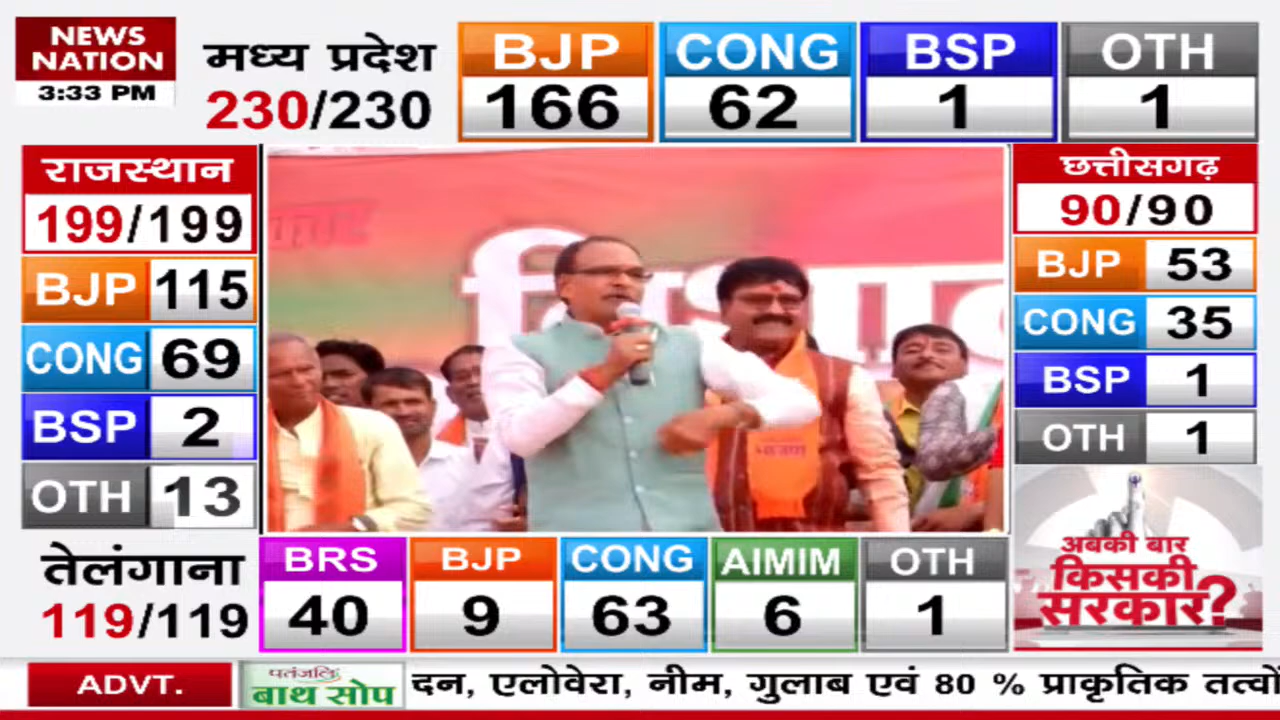 NEWS
NATION
3:33 PM
मध्य प्रदेश
230/230
BJP
166
CONG
62
BSP
1
OTH
1
राजस्थान
199/199
BJP 115
CONG 69
BSP 2
OTH 13
भाजपा
छत्तीसगढ़
90/90
BJP 53
CONG 35
BSP 1
OTH 1
अबकी बार
किसकी
सरकार?
तेलंगाना
119/119
BRS
40
BJP
9
CONG
63
AIMIM
6
OTH
1
ADVT.
पतंजलि
बाथ सोप
दन, एलोवेरा, नीम, गुलाब एवं 80 % प्राकृतिक तत्वों